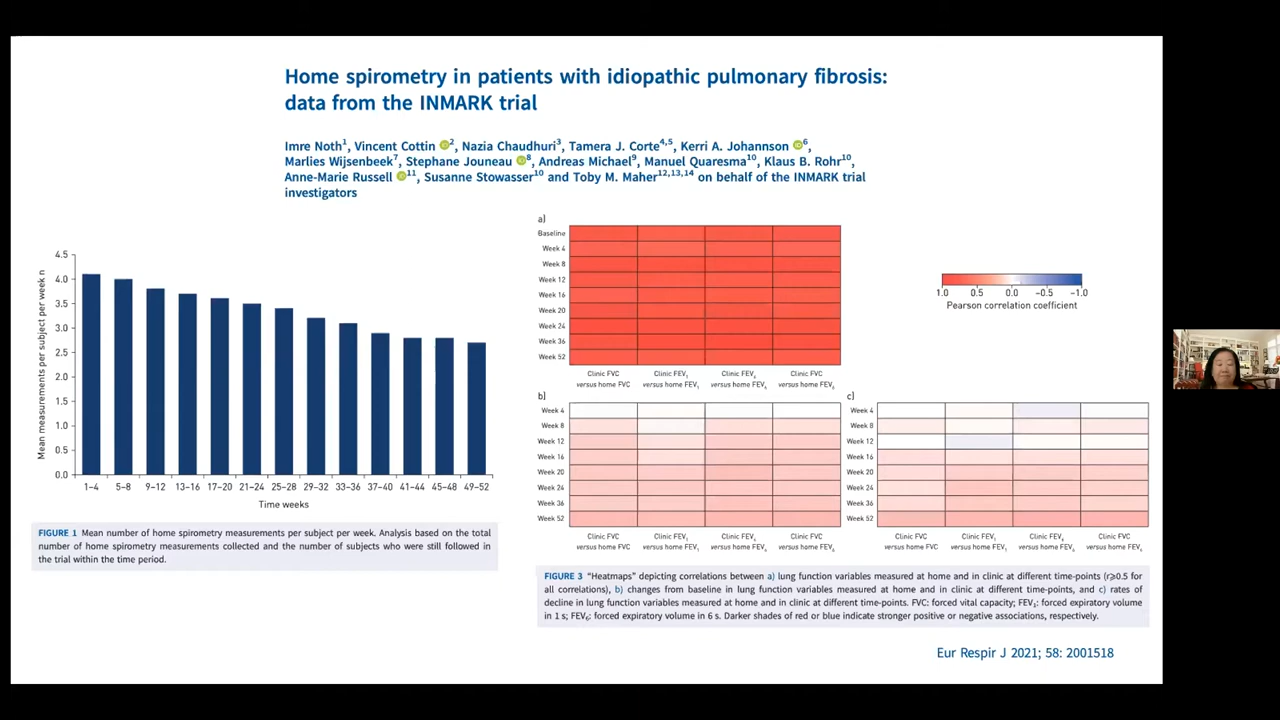 Home spirometry in patients with idiopathic pulmonary fibrosis:
data from the INMARK trial
Imre Noth1, Vincent Cottin 2, Nazia Chaudhuri3, Tamera J. Corte4,5, Kerri A. Johannson 6,
Marlies Wijsenbeek7, Stephane Jouneau 8, Andreas Michael9, Manuel Quaresma10, Klaus B. Rohr10,
Anne-Marie Russell 11, Susanne Stowasser10 and Toby M. Maher12,13,14 on behalf of the INMARK trial
investigators
Mean measurements per subject per week n
4.5
4.0
3.5
3.0
2.5
2.0
1.5
1.0
0.5
0.0
1–4 5–8 9–12 13–16 17–20 21–24 25–28 29–32 33–36 37–40 41–44 45–48 49–52
Time weeks
FIGURE 1 Mean number of home spirometry measurements per subject per week. Analysis based on the total
number of home spirometry measurements collected and the number of subjects who were still followed in
the trial within the time period.
a)
Baseline
Week 4
Week 8
Week 12
Week 16
Week 20
Week 24
Week 36
Week 52
Clinic FVC Clinic FEV1 Clinic FEV6 Clinic FVC
versus home FVC versus home FEV1 versus home FEV6 versus home FEV6
1.0 0.5 0.0 –0.5 –1.0
Pearson correlation coefficient
b)
Week 4
Week 8
Week 12
Week 16
Week 20
Week 24
Week 36
Week 52
Clinic FVC Clinic FEV1 Clinic FEV6 Clinic FVC
versus home FVC versus home FEV1 versus home FEV6 versus home FEV6
c)
Week 4
Week 8
Week 12
Week 16
Week 20
Week 24
Week 36
Week 52
Clinic FVC Clinic FEV1 Clinic FEV6 Clinic FVC
versus home FVC versus home FEV1 versus home FEV6 versus home FEV6
FIGURE 3 “Heatmaps” depicting correlations between a) lung function variables measured at home and in clinic at different time-points (r⩾0.5 for
all correlations), b) changes from baseline in lung function variables measured at home and in clinic at different time-points, and c) rates of
decline in lung function variables measured at home and in clinic at different time-points. FVC: forced vital capacity; FEV1: forced expiratory volume
in 1 s; FEV6: forced expiratory volume in 6 s. Darker shades of red or blue indicate stronger positive or negative associations, respectively.
Eur Respir J 2021; 58: 2001518